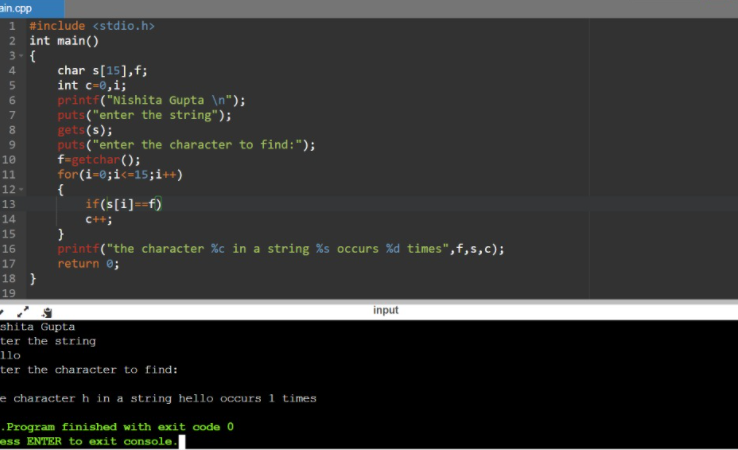 ain.cpp
1 #include <stdio.h>
2 int main()
3 {
4 char s[15],f;
5 int c=0,i;
6 printf("Nishita Gupta \n");
7 puts("enter the string");
8 gets(s);
9 puts("enter the character to find:");
10 f=getchar();
11 for(i=0;i<=15;i++)
12 {
13 if(s[i]==f)
14 c++;
15 }
16 printf("the character %c in a string %s occurs %d times",f,s,c);
17 return 0;
18 }
19
input
shita Gupta
ter the string
llo
ter the character to find:
e character h in a string hello occurs 1 times
.Program finished with exit code 0
ess ENTER to exit console.